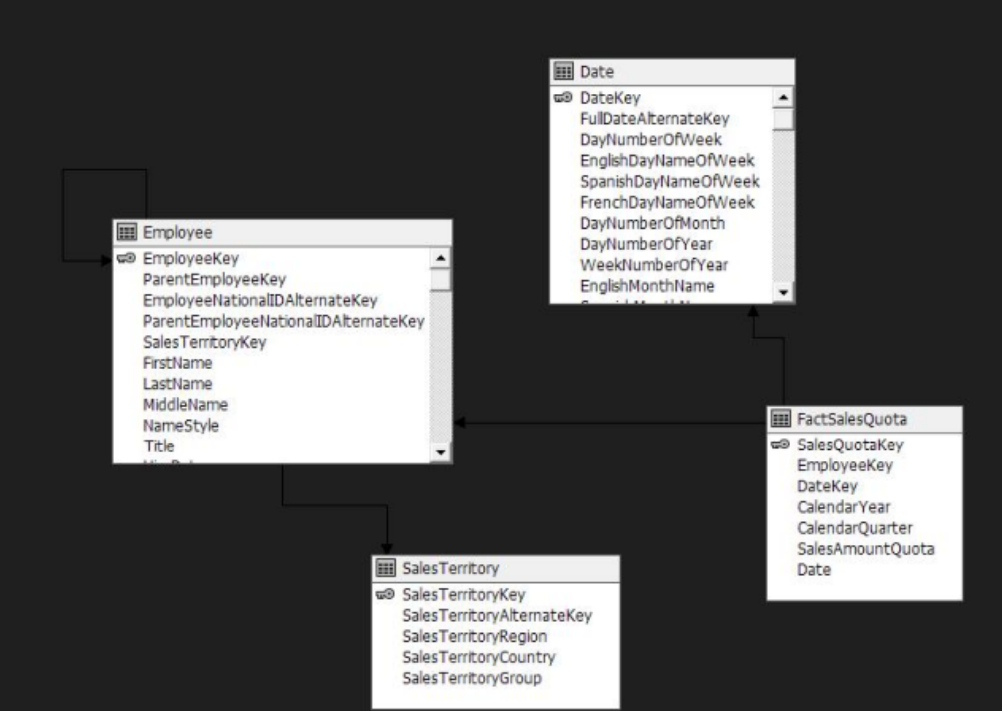 Date
DateKey
FullDateAlternateKey
DayNumberOfWeek
EnglishDayNameOfWeek
SpanishDayNameOfWeek
FrenchDayNameOfWeek
DayNumberOfMonth
DayNumberOfYear
WeekNumberOfYear
EnglishMonthName
Employee
EmployeeKey
ParentEmployeeKey
EmployeeNationalIDAlternateKey
ParentEmployeeNationalIDAlternateKey
SalesTerritoryKey
FirstName
LastName
MiddleName
NameStyle
Title
FactSalesQuota
SalesQuotaKey
EmployeeKey
DateKey
CalendarYear
CalendarQuarter
SalesAmountQuota
Date
SalesTerritory
SalesTerritoryKey
SalesTerritoryAlternateKey
SalesTerritoryRegion
SalesTerritoryCountry
SalesTerritoryGroup